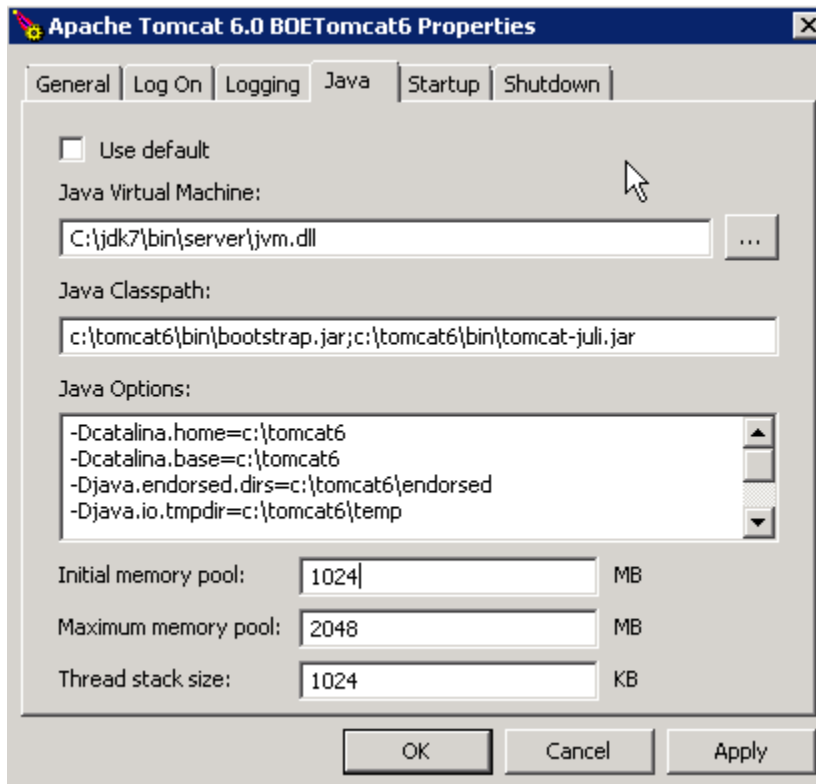 Apache Tomcat 6.0 BOETomcat6 Properties
General Log On Logging Java Startup Shutdown
Use default
Java Virtual Machine:
C:\jdk7\bin\server\jvm.dll ...
Java Classpath:
c:\tomcat6\bin\bootstrap.jar;c:\tomcat6\bin\tomcat-juli.jar
Java Options:
-Dcatalina.home=c:\tomcat6
-Dcatalina.base=c:\tomcat6
-Djava.endorsed.dirs=c:\tomcat6\endorsed
-Djava.io.tmpdir=c:\tomcat6\temp
Initial memory pool: 1024 MB
Maximum memory pool: 2048 MB
Thread stack size: 1024 KB
OK Cancel Apply